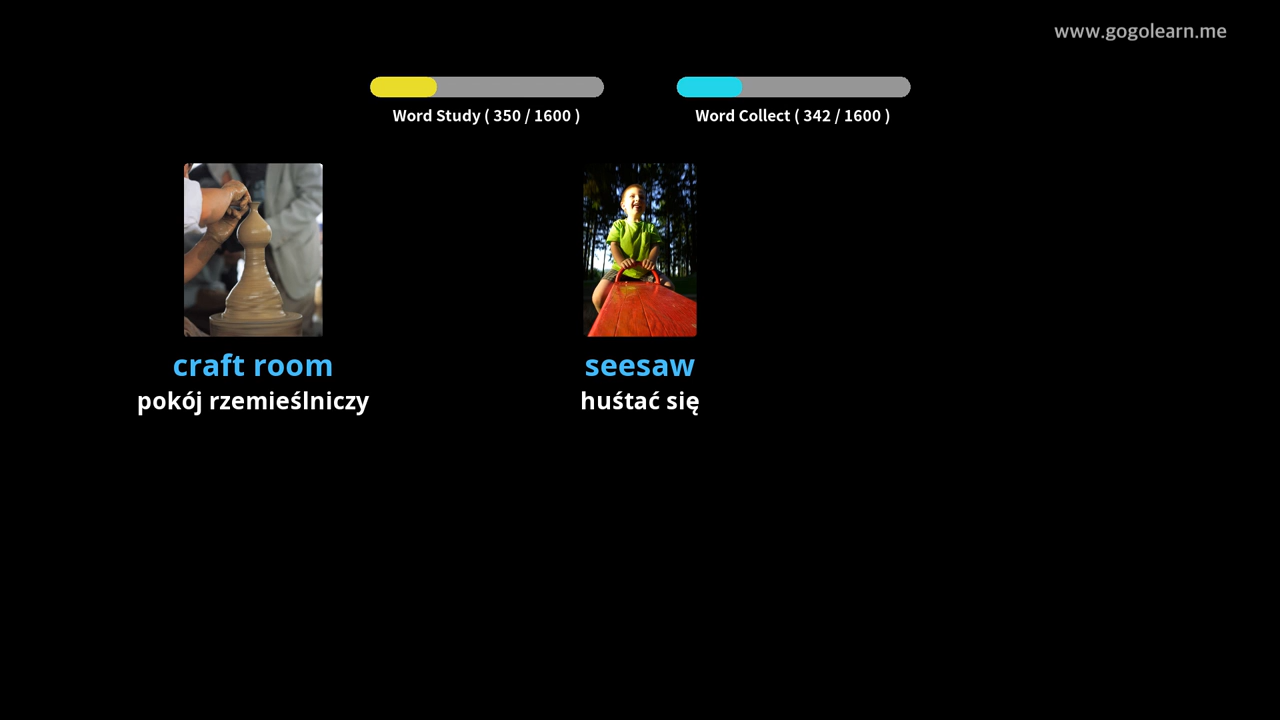 www.gogolearn.me
Word Study ( 350 / 1600 )
Word Collect ( 342 / 1600 )
craft room
seesaw
pokój rzemieślniczy
huśtać się